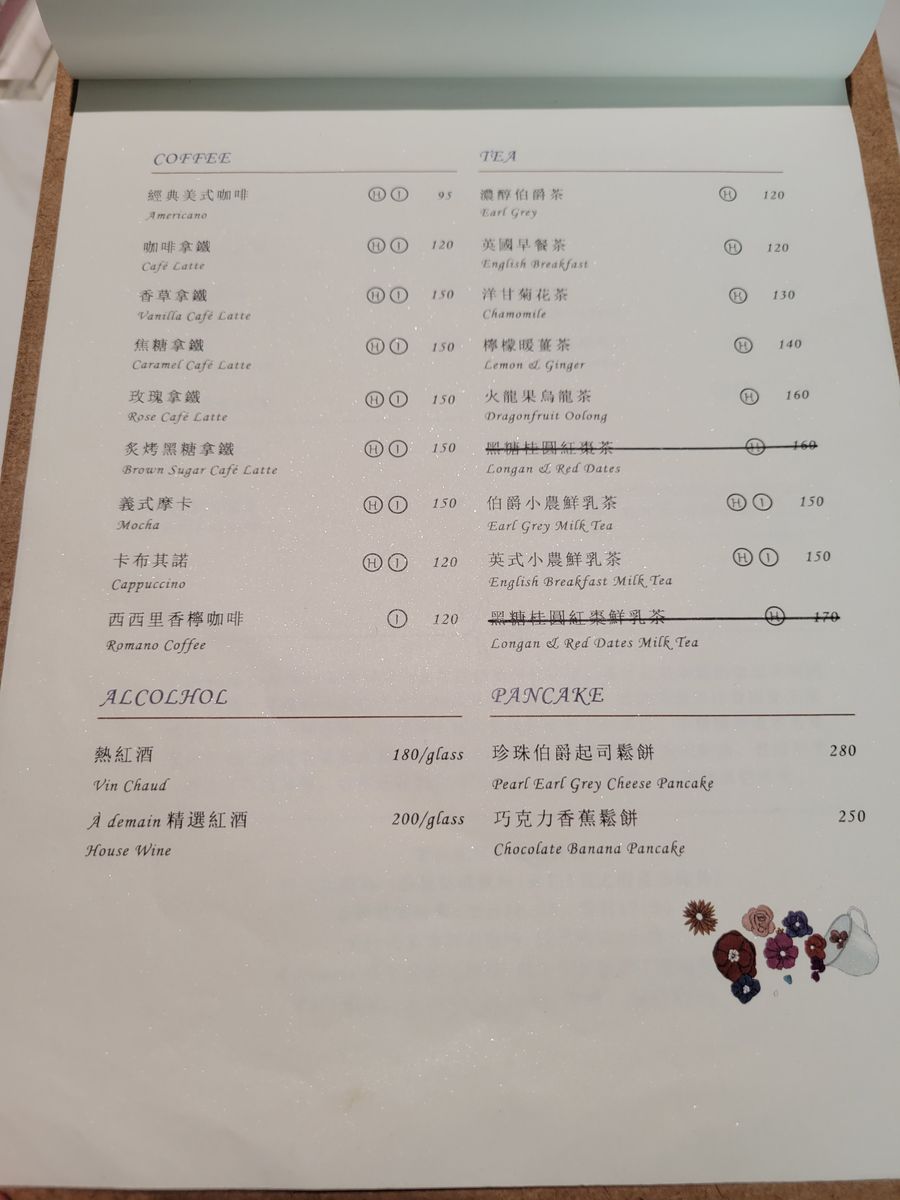 COFFEE
經典美式咖啡 Ⓗ Ⓘ 95
Americano
咖啡拿鐵 Ⓗ Ⓘ 120
Café Latte
香草拿鐵 Ⓗ Ⓘ 150
Vanilla Café Latte
焦糖拿鐵 Ⓗ Ⓘ 150
Caramel Café Latte
玫瑰拿鐵 Ⓗ Ⓘ 150
Rose Café Latte
炙烤黑糖拿鐵 Ⓗ Ⓘ 150
Brown Sugar Café Latte
義式摩卡 Ⓗ Ⓘ 150
Mocha
卡布其諾 Ⓗ Ⓘ 120
Cappuccino
西西里香檸咖啡 Ⓘ 120
Romano Coffee
TEA
濃醇伯爵茶 Ⓗ 120
Earl Grey
英國早餐茶 Ⓗ 120
English Breakfast
洋甘菊花茶 Ⓗ 130
Chamomile
檸檬暖薑茶 Ⓗ 140
Lemon & Ginger
火龍果烏龍茶 Ⓗ 160
Dragonfruit Oolong
黑糖桂圓紅棗茶 Ⓗ 160
Longan & Red Dates
伯爵小農鮮乳茶 Ⓗ Ⓘ 150
Earl Grey Milk Tea
英式小農鮮乳茶 Ⓗ Ⓘ 150
English Breakfast Milk Tea
黑糖桂圓紅棗鮮乳茶 Ⓗ 170
Longan & Red Dates Milk Tea
ALCOLHOL
熱紅酒 180/glass
Vin Chaud
À demain 精選紅酒 200/glass
House Wine
PANCAKE
珍珠伯爵起司鬆餅 280
Pearl Earl Grey Cheese Pancake
巧克力香蕉鬆餅 250
Chocolate Banana Pancake